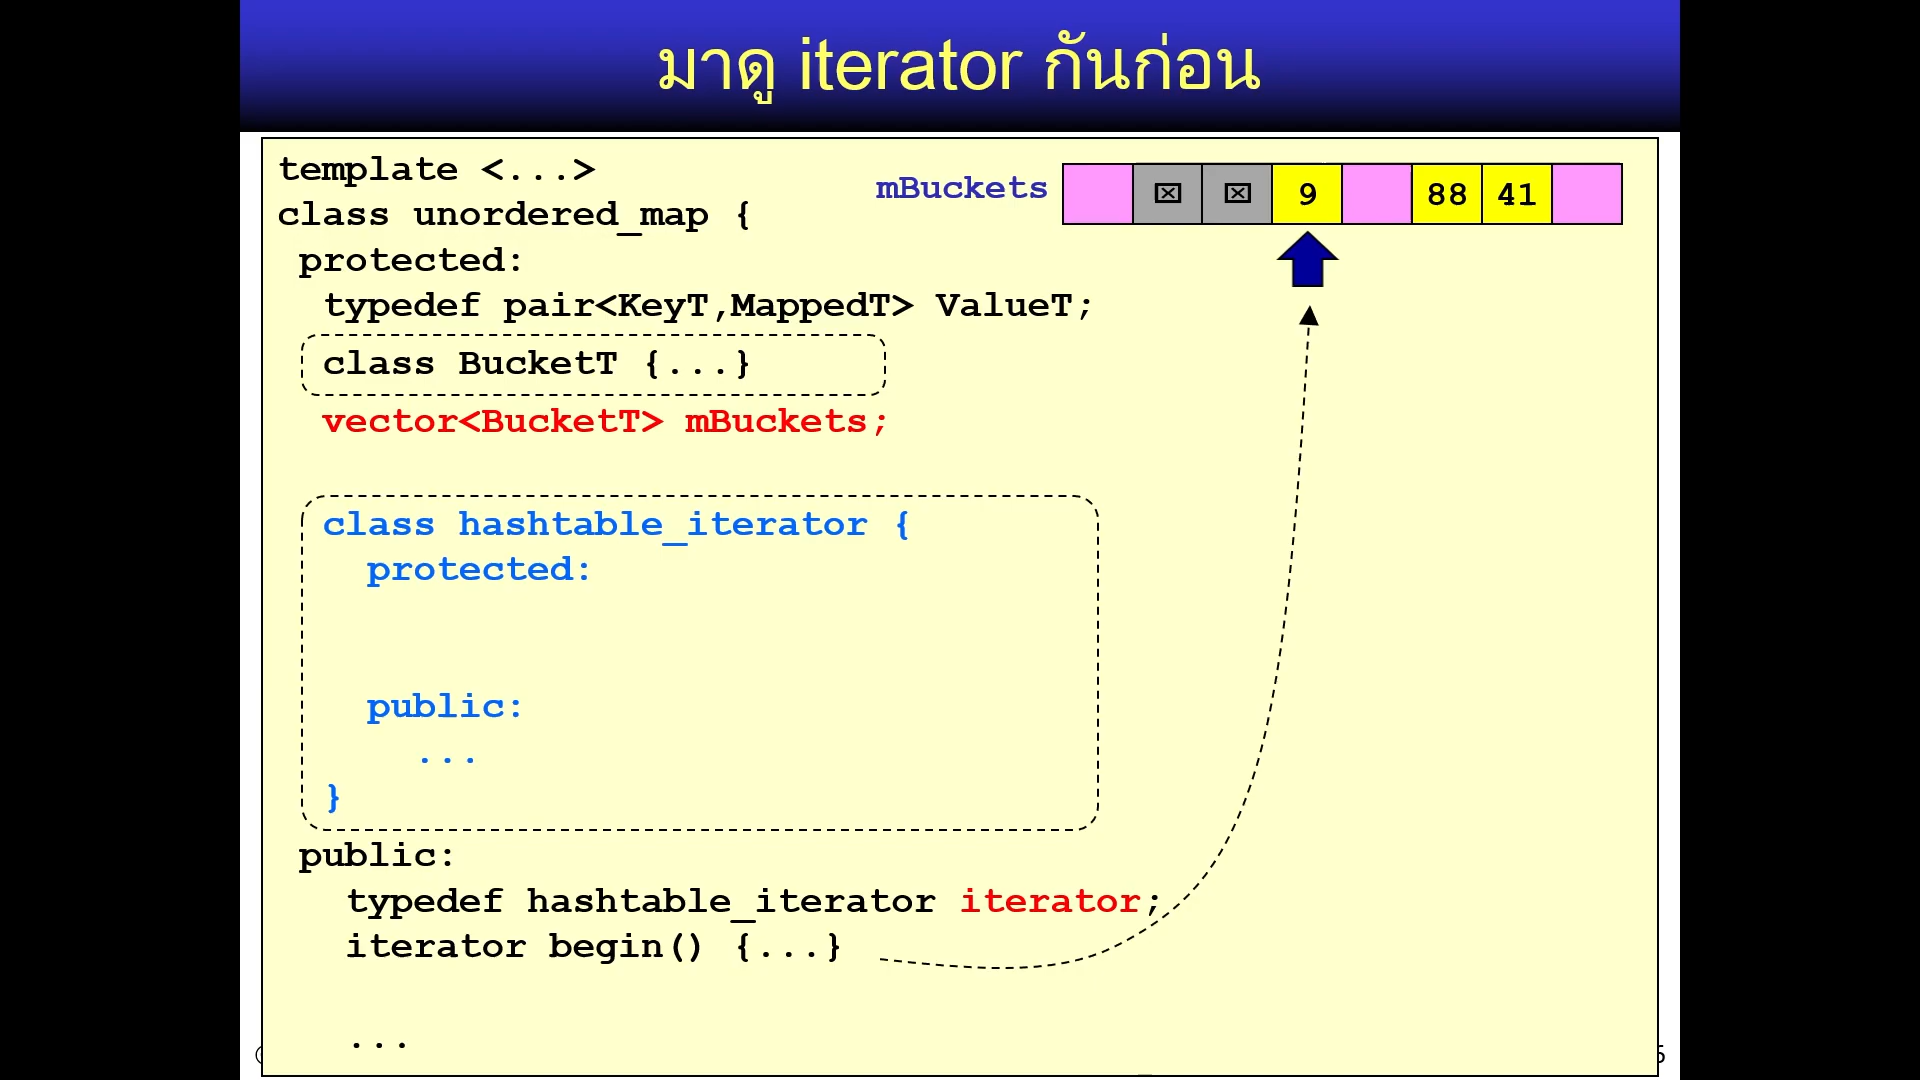 มาดู iterator กันก่อน
template <...>
class unordered_map {
protected:
typedef pair<KeyT,MappedT> ValueT;
class BucketT {...}
vector<BucketT> mBuckets;
mBuckets
9 88 41
class hashtable_iterator {
protected:
public:
...
}
public:
typedef hashtable_iterator iterator;
iterator begin() {...}
...